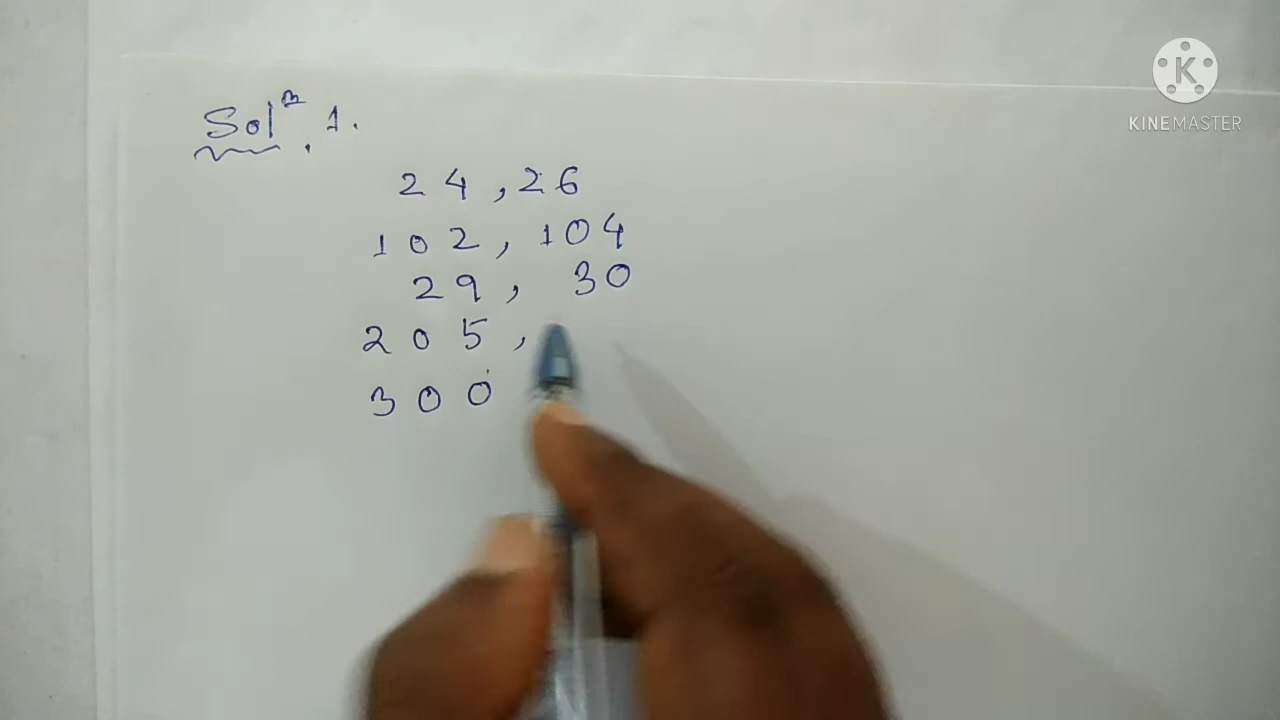 Solⁿ. 1.
24, 26
102, 104
29, 30
205,
300
K
KINEMASTER